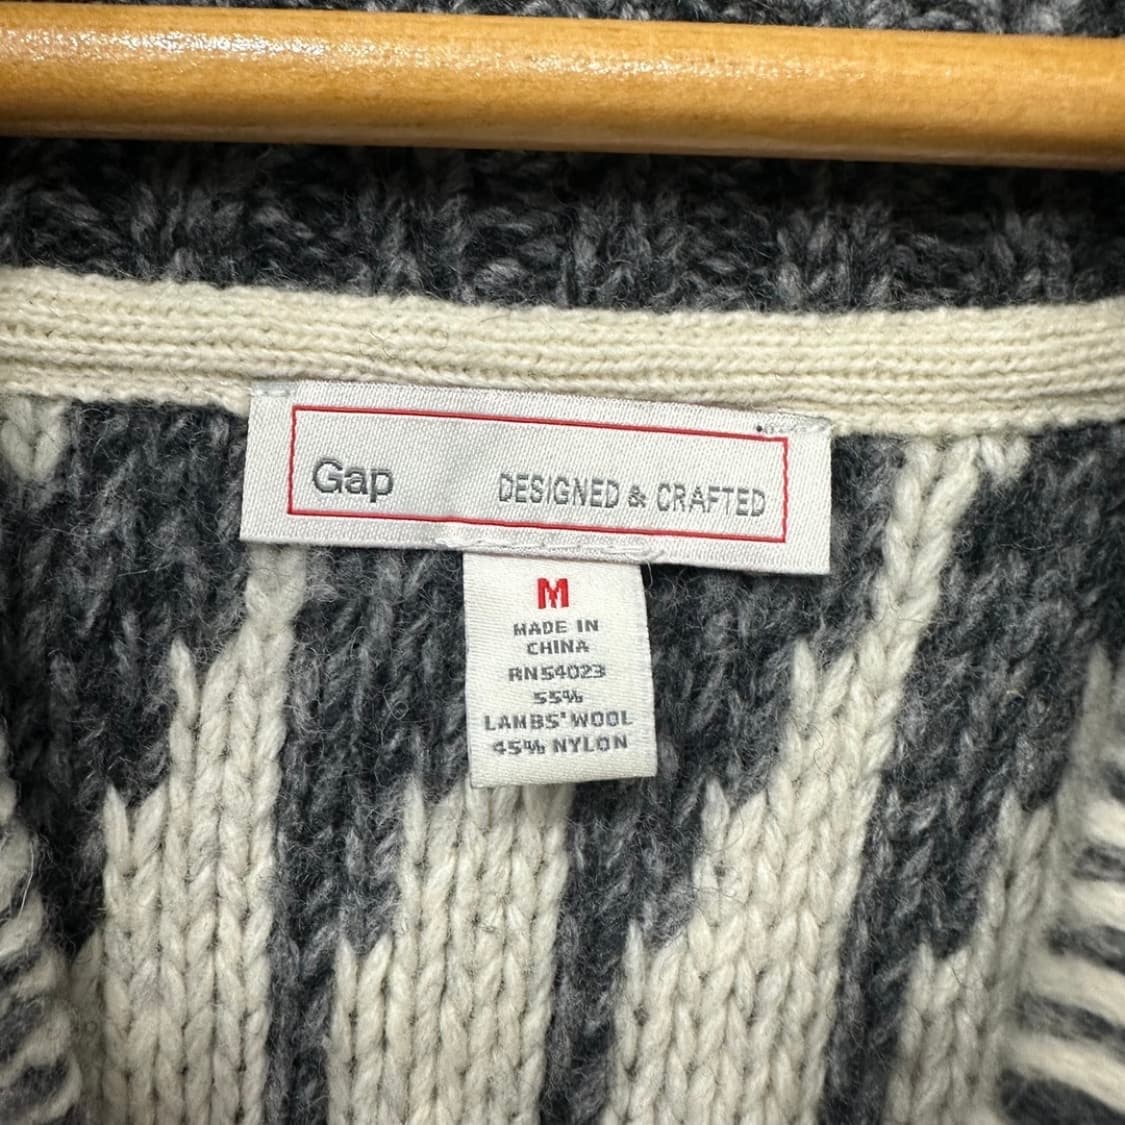 Gap DESIGNED & CRAFTED
M
MADE IN
CHINA
RN54023
55%
LAMBS' WOOL
45% NYLON